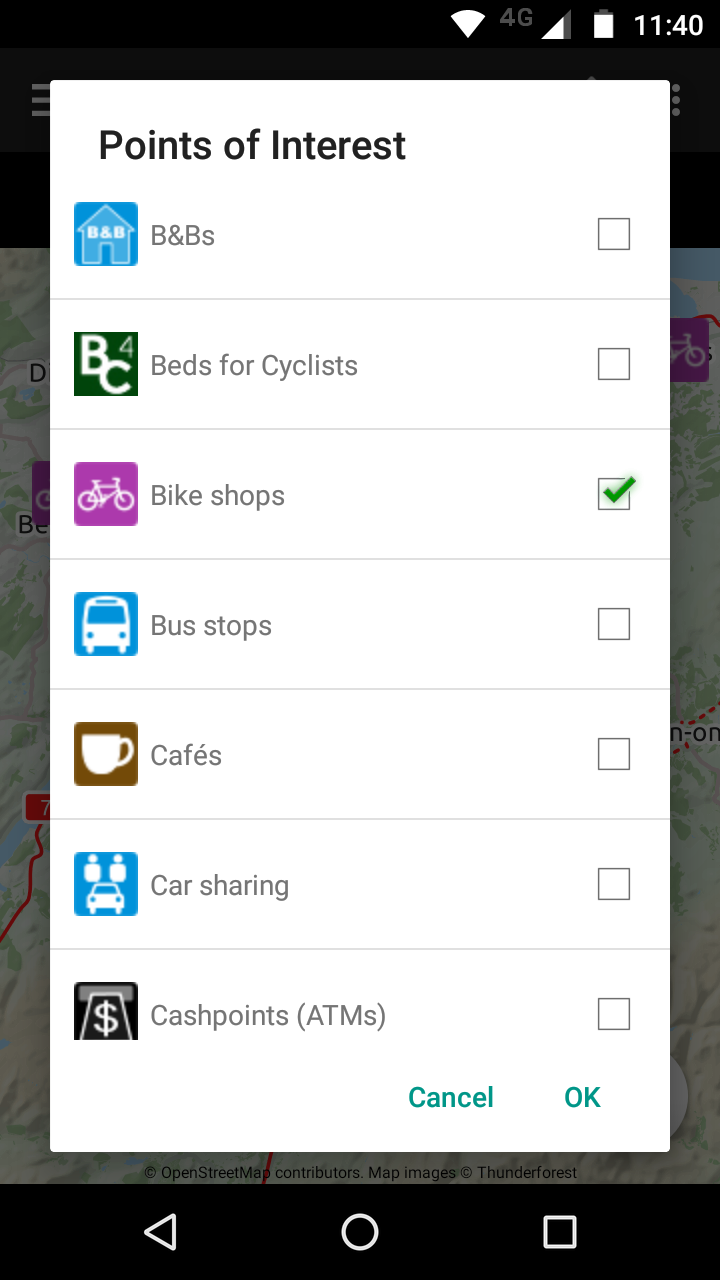 4G 11:40
Points of Interest
B&B B&Bs
BC4 Beds for Cyclists
Bike shops
Bus stops
Cafés
Car sharing
$ Cashpoints (ATMs)
Cancel OK
Di
s
Be
n-on
7
© OpenStreetMap contributors. Map images © Thunderforest